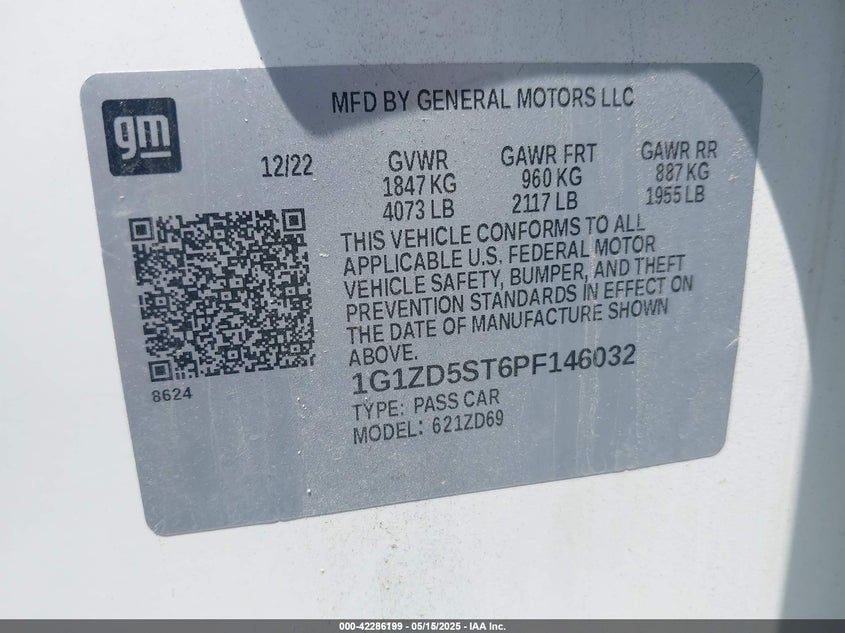 MFD BY GENERAL MOTORS LLC
gm
12/22
GVWR
1847 KG
4073 LB
GAWR FRT
960 KG
2117 LB
GAWR RR
887 KG
1955 LB
THIS VEHICLE CONFORMS TO ALL
APPLICABLE U.S. FEDERAL MOTOR
VEHICLE SAFETY, BUMPER, AND THEFT
PREVENTION STANDARDS IN EFFECT ON
THE DATE OF MANUFACTURE SHOWN
ABOVE.
8624
1G1ZD5ST6PF146032
TYPE: PASS CAR
MODEL: 621ZD69
000-42286199 — 05/15/2025 — IAA Inc.